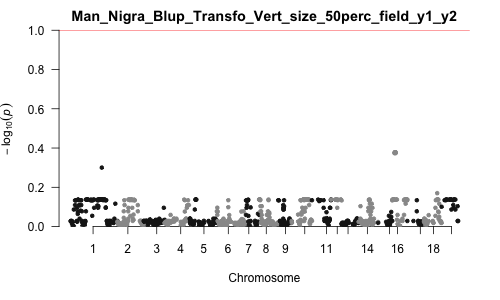 Man_Nigra_Blup_Transfo_Vert_size_50perc_field_y1_y2
− log10(p)
1.0
0.8
0.6
0.4
0.2
0.0
1 2 3 4 5 6 7 8 9 11 14 16 18
Chromosome